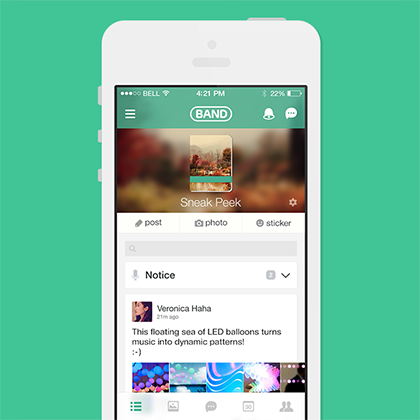 BELL 4:21 PM 22%
BAND
Sneak Peek
post photo sticker
Notice 2
Veronica Haha
21m ago
This floating sea of LED balloons turns
music into dynamic patterns!
:-)
30